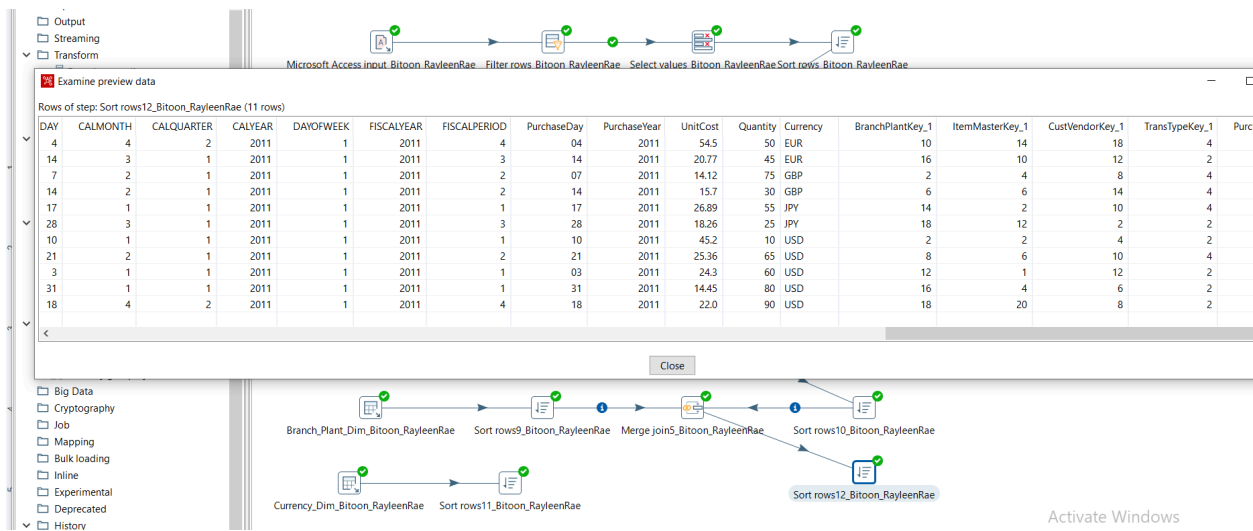 Output
Streaming
Transform
Microsoft Access input_Bitoon_RayleenRae Filter rows_Bitoon_RayleenRae Select values_Bitoon_RayleenRae Sort rows_Bitoon_RayleenRae
Examine preview data
Rows of step: Sort rows12_Bitoon_RayleenRae (11 rows)
DAY CALMONTH CALQUARTER CALYEAR DAYOFWEEK FISCALYEAR FISCALPERIOD PurchaseDay PurchaseYear UnitCost Quantity Currency BranchPlantKey_1 ItemMasterKey_1 CustVendorKey_1 TransTypeKey_1 Purc
4 4 2 2011 1 2011 4 04 2011 54.5 50 EUR 10 14 18 4
14 3 1 2011 1 2011 3 14 2011 20.77 45 EUR 16 10 12 2
7 2 1 2011 1 2011 2 07 2011 14.12 75 GBP 2 4 8 4
14 2 1 2011 1 2011 2 14 2011 15.7 30 GBP 6 6 14 4
17 1 1 2011 1 2011 1 17 2011 26.89 55 JPY 14 2 10 4
28 3 1 2011 1 2011 3 28 2011 18.26 25 JPY 18 12 2 2
10 1 1 2011 1 2011 1 10 2011 45.2 10 USD 2 2 4 2
21 2 1 2011 1 2011 2 21 2011 25.36 65 USD 8 6 10 4
3 1 1 2011 1 2011 1 03 2011 24.3 60 USD 12 1 12 2
31 1 1 2011 1 2011 1 31 2011 14.45 80 USD 16 4 6 2
18 4 2 2011 1 2011 4 18 2011 22.0 90 USD 18 20 8 2
Close
Big Data
Cryptography
Job
Mapping
Bulk loading
Inline
Experimental
Deprecated
History
Branch_Plant_Dim_Bitoon_RayleenRae Sort rows9_Bitoon_RayleenRae Merge join5_Bitoon_RayleenRae Sort rows10_Bitoon_RayleenRae
Currency_Dim_Bitoon_RayleenRae Sort rows11_Bitoon_RayleenRae Sort rows12_Bitoon_RayleenRae
Activate Windows